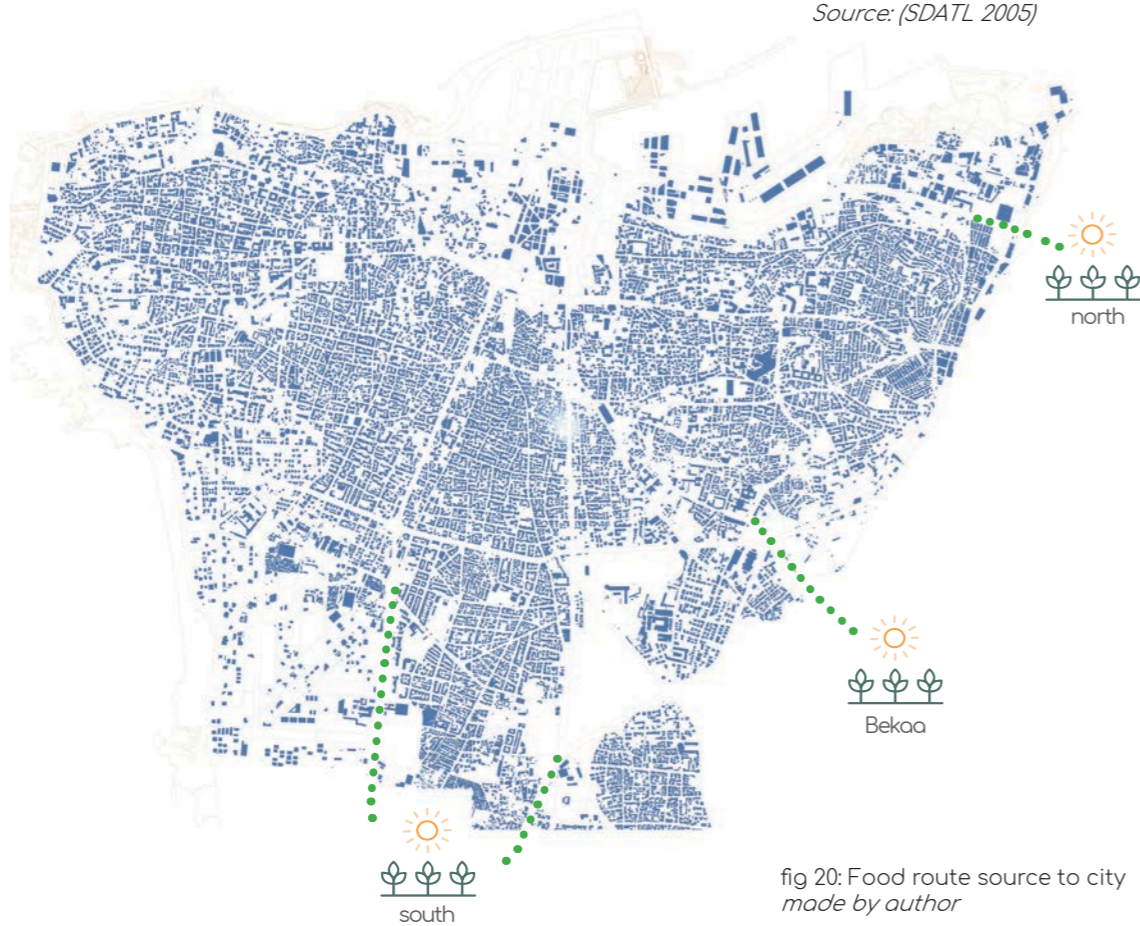 Source: (SDATL 2005)
north
Bekaa
south
fig 20: Food route source to city
made by author